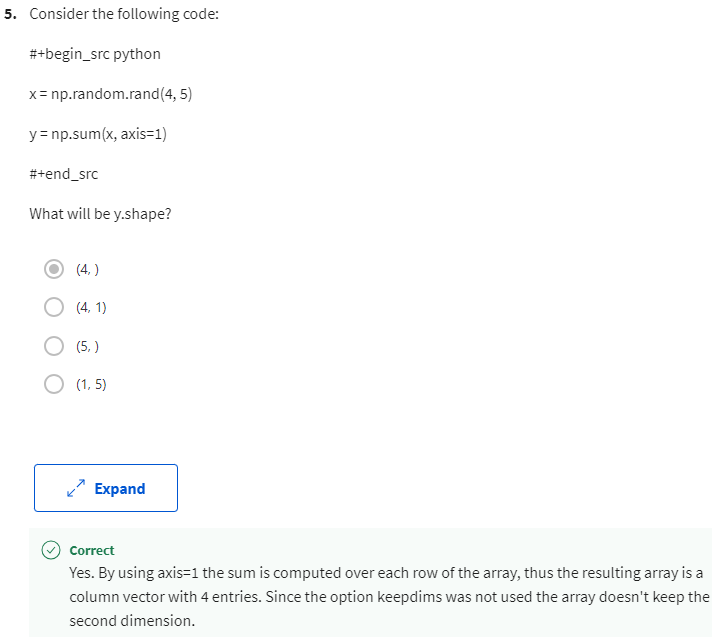 5. Consider the following code:
#+begin_src python
x = np.random.rand(4, 5)
y = np.sum(x, axis=1)
#+end_src
What will be y.shape?
(4, )
(4, 1)
(5, )
(1, 5)
Expand
Correct
Yes. By using axis=1 the sum is computed over each row of the array, thus the resulting array is a
column vector with 4 entries. Since the option keepdims was not used the array doesn't keep the
second dimension.